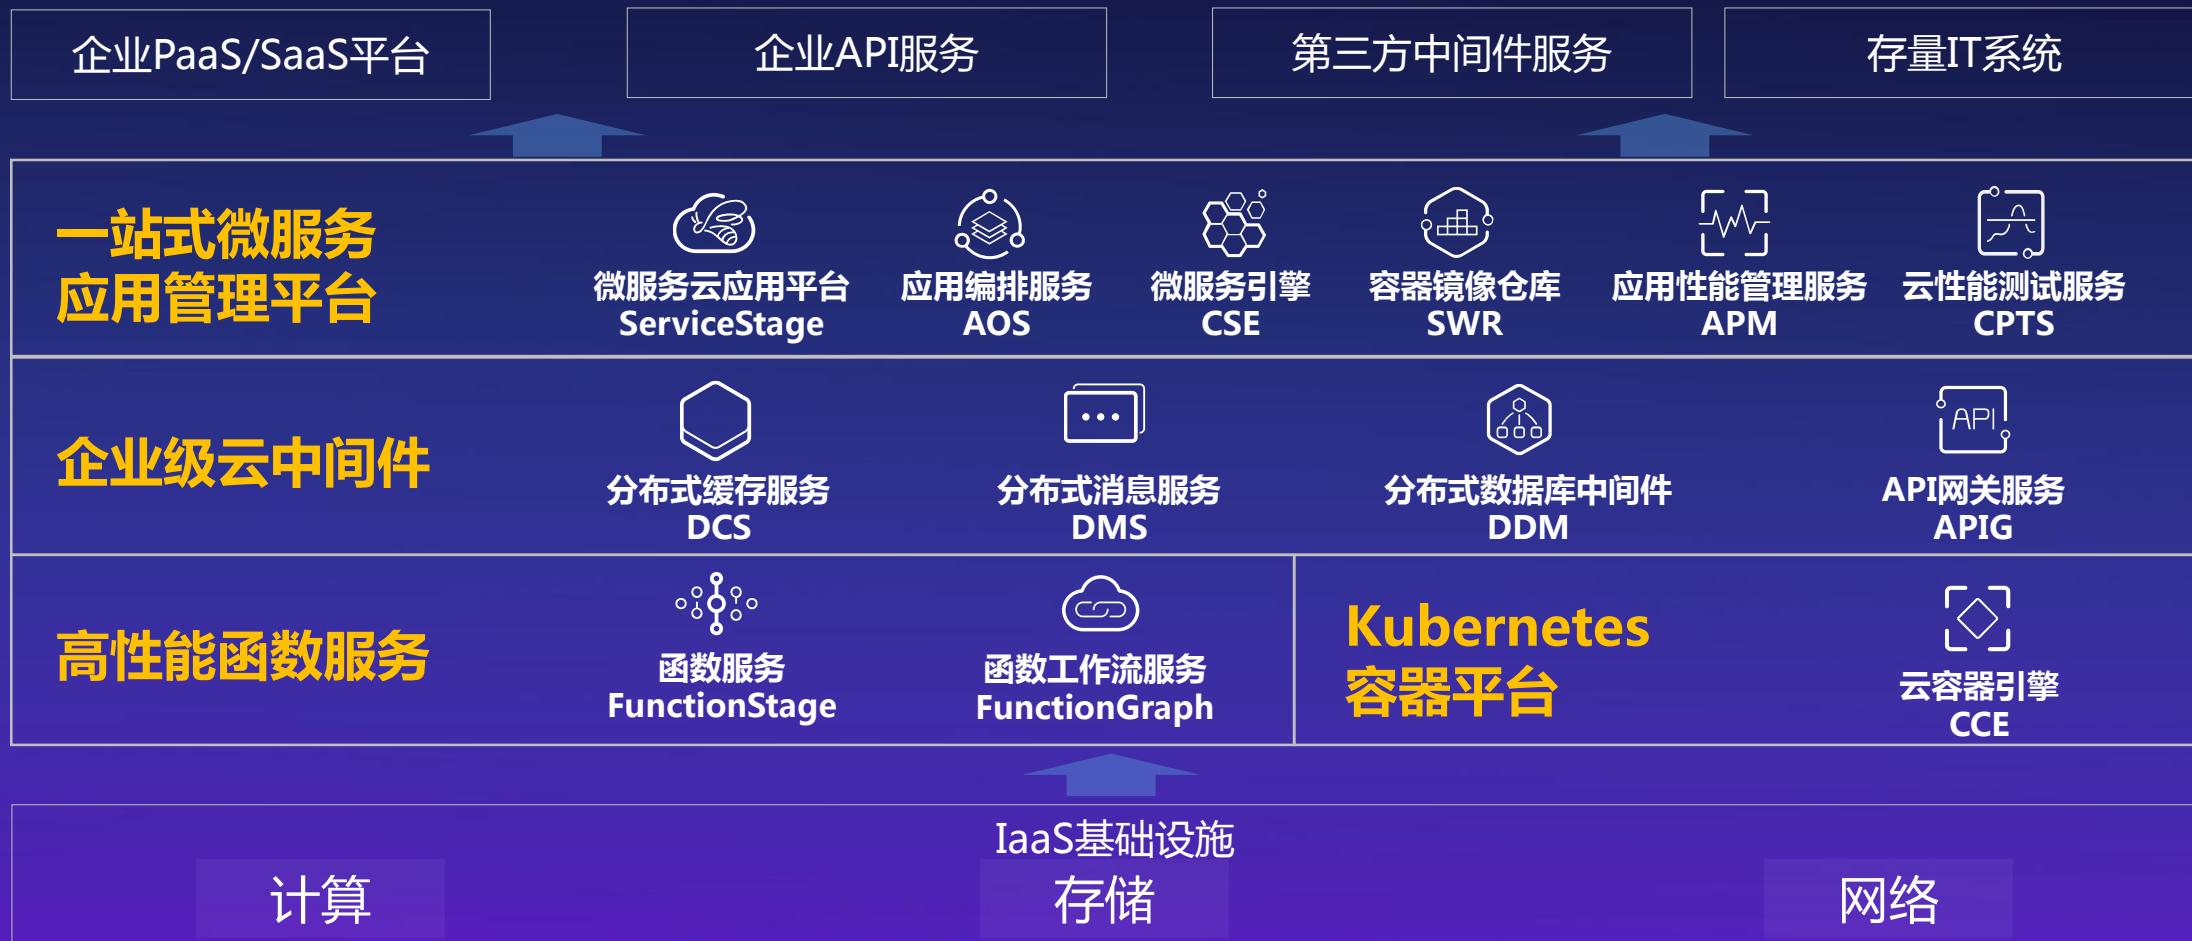 企业PaaS/SaaS平台
企业API服务
第三方中间件服务
存量IT系统
一站式微服务
应用管理平台
微服务云应用平台
ServiceStage
应用编排服务
AOS
微服务引擎
CSE
容器镜像仓库
SWR
应用性能管理服务
APM
云性能测试服务
CPTS
企业级云中间件
分布式缓存服务
DCS
分布式消息服务
DMS
分布式数据库中间件
DDM
API
API网关服务
APIG
高性能函数服务
函数服务
FunctionStage
函数工作流服务
FunctionGraph
Kubernetes
容器平台
云容器引擎
CCE
IaaS基础设施
计算
存储
网络